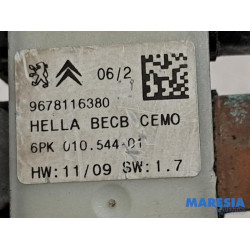 06/2
9678116380
HELLA BECB CEMO
6PK 010.544-01
HW:11/09 SW:1.7
MARESIA